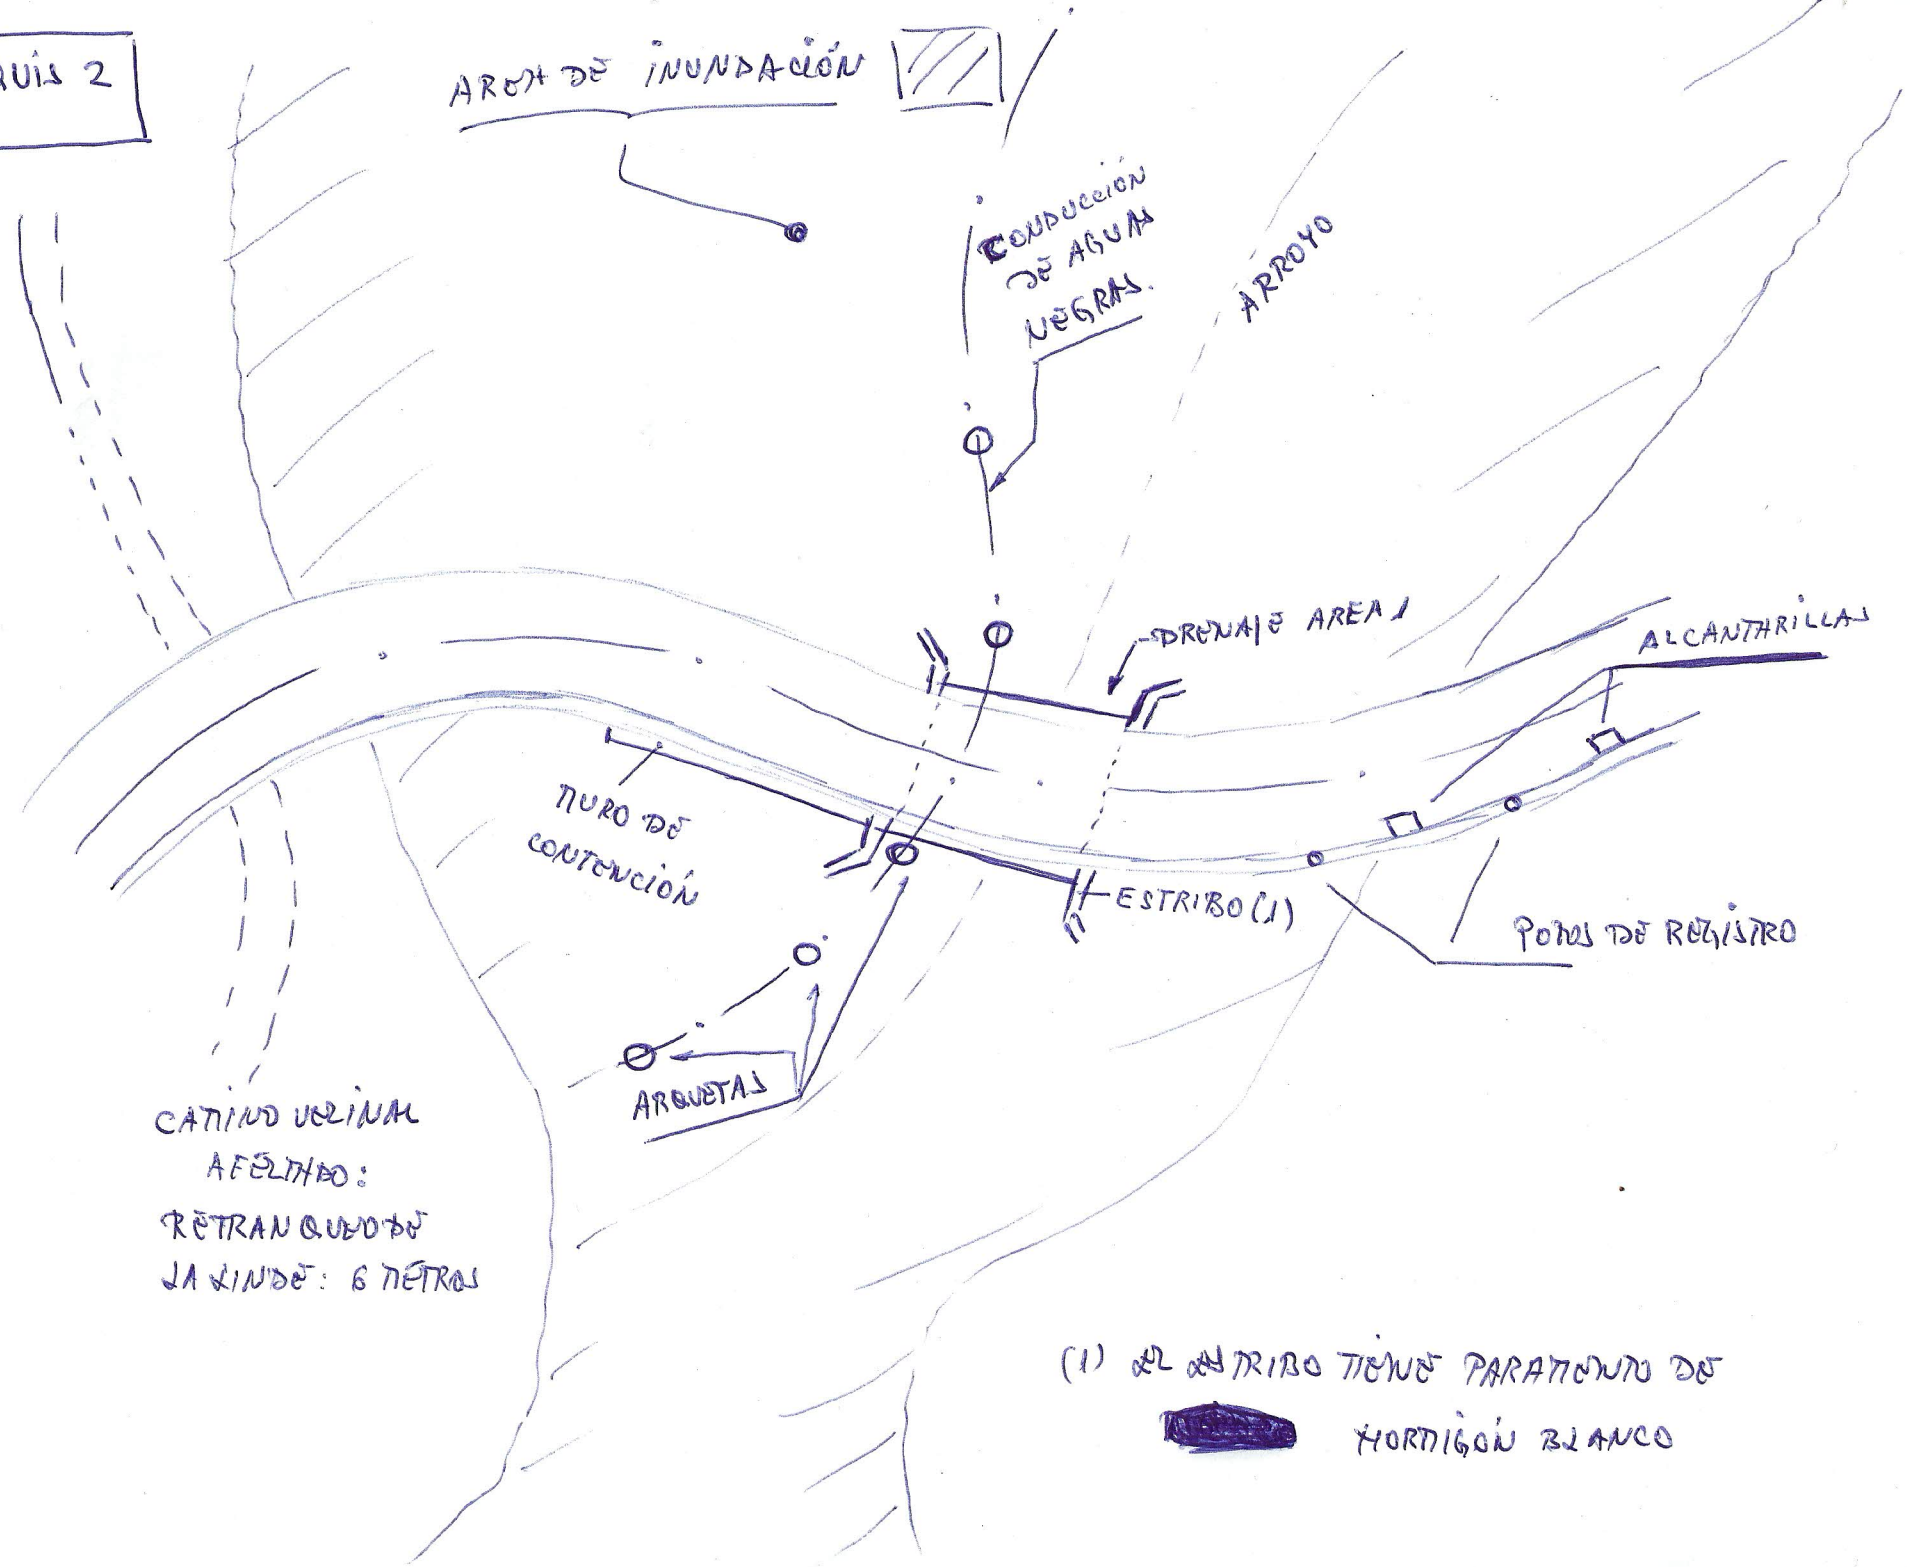 QUIS 2
AREA DE INUNDACIÓN
CONDUCCIÓN
DE AGUAS
NEGRAS.
ARROYO
DRENAJE AREA 1
ALCANTARILLAS
MURO DE
CONTENCIÓN
ESTRIBO (1)
POZOS DE REGISTRO
ARQUETAS
CAMINO VECINAL
AFECTADO:
RETRANQUEO DE
LA LINDE: 6 METROS
(1) EL ESTRIBO TIENE PARAMENTO DE
HORMIGÓN BLANCO